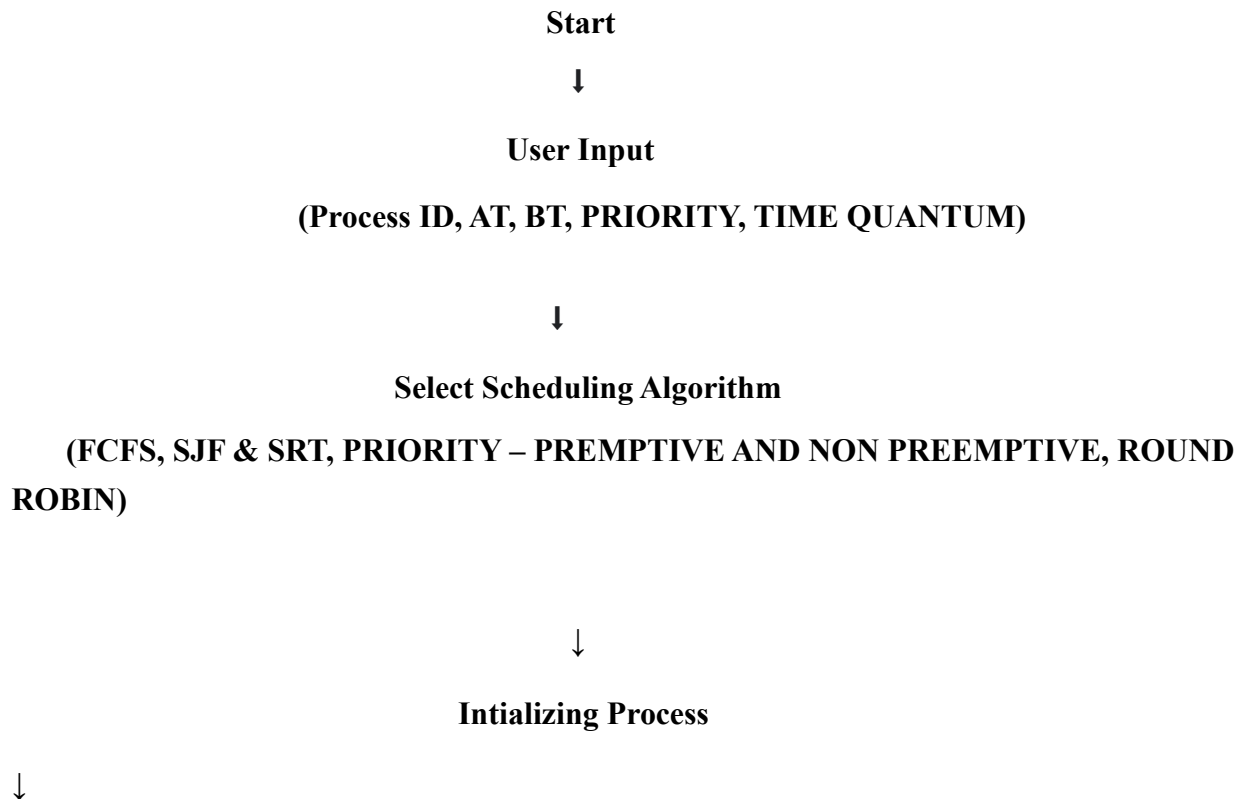 Start
⬇
User Input
(Process ID, AT, BT, PRIORITY, TIME QUANTUM)
⬇
Select Scheduling Algorithm
(FCFS, SJF & SRT, PRIORITY – PREMPTIVE AND NON PREEMPTIVE, ROUND
ROBIN)
↓
Intializing Process
↓